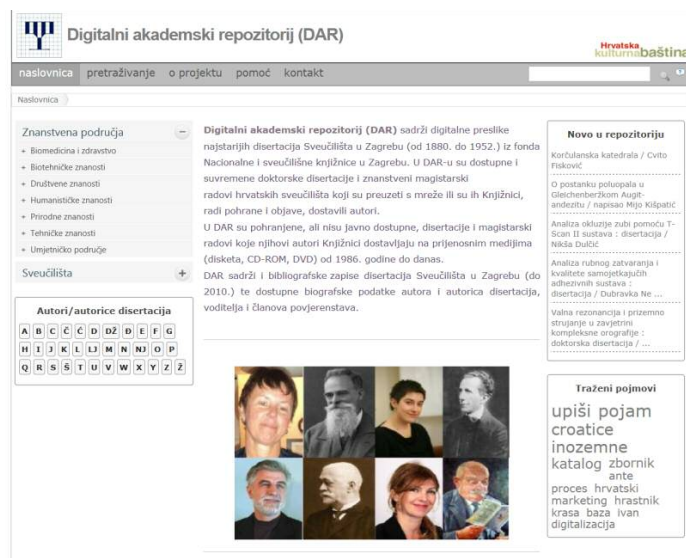 Digitalni akademski repozitorij (DAR)
Hrvatska
kulturnabaština
naslovnica pretraživanje o projektu pomoć kontakt
Naslovnica
Znanstvena područja
+ Biomedicina i zdravstvo
+ Biotehničke znanosti
+ Društvene znanosti
+ Humanističke znanosti
+ Prirodne znanosti
+ Tehničke znanosti
+ Umjetničko područje
Sveučilišta
Autori/autorice disertacija
A B C Č Ć D DŽ Đ E F G
H I J K L LJ M N NJ O P
Q R S Š T U V W X Y Z Ž
Digitalni akademski repozitorij (DAR) sadrži digitalne preslike
najstarijih disertacija Sveučilišta u Zagrebu (od 1880. do 1952.) iz fonda
Nacionalne i sveučilišne knjižnice u Zagrebu. U DAR-u su dostupne i
suvremene doktorske disertacije i znanstveni magistarski
radovi hrvatskih sveučilišta koji su preuzeti s mreže ili su ih Knjižnici,
radi pohrane i objave, dostavili autori.
U DAR su pohranjene, ali nisu javno dostupne, disertacije i magistarski
radovi koje njihovi autori Knjižnici dostavljaju na prijenosnim medijima
(disketa, CD-ROM, DVD) od 1986. godine do danas.
DAR sadrži i bibliografske zapise disertacija Sveučilišta u Zagrebu (do
2010.) te dostupne biografske podatke autora i autorica disertacija,
voditelja i članova povjerenstava.
Novo u repozitoriju
Korčulanska katedrala / Cvito
Fisković
O postanku poluopala u
Gleichenberžkom Augit-
andezitu / napisao Mijo Kišpatić
Analiza okluzije zubi pomoću T-
Scan II sustava : disertacija /
Nikša Dulčić
Analiza rubnog zatvaranja i
kvalitete samojetkajućih
adhezivnih sustava :
disertacija / Dubravka Ne ...
Valna rezonancija i prizemno
strujanje u zavjetrini
kompleksne orografije :
doktorska disertacija / ...
Traženi pojmovi
upiši pojam
croatice
inozemne
katalog zbornik
ante
proces hrvatski
marketing hrastnik
krasa baza ivan
digitalizacija